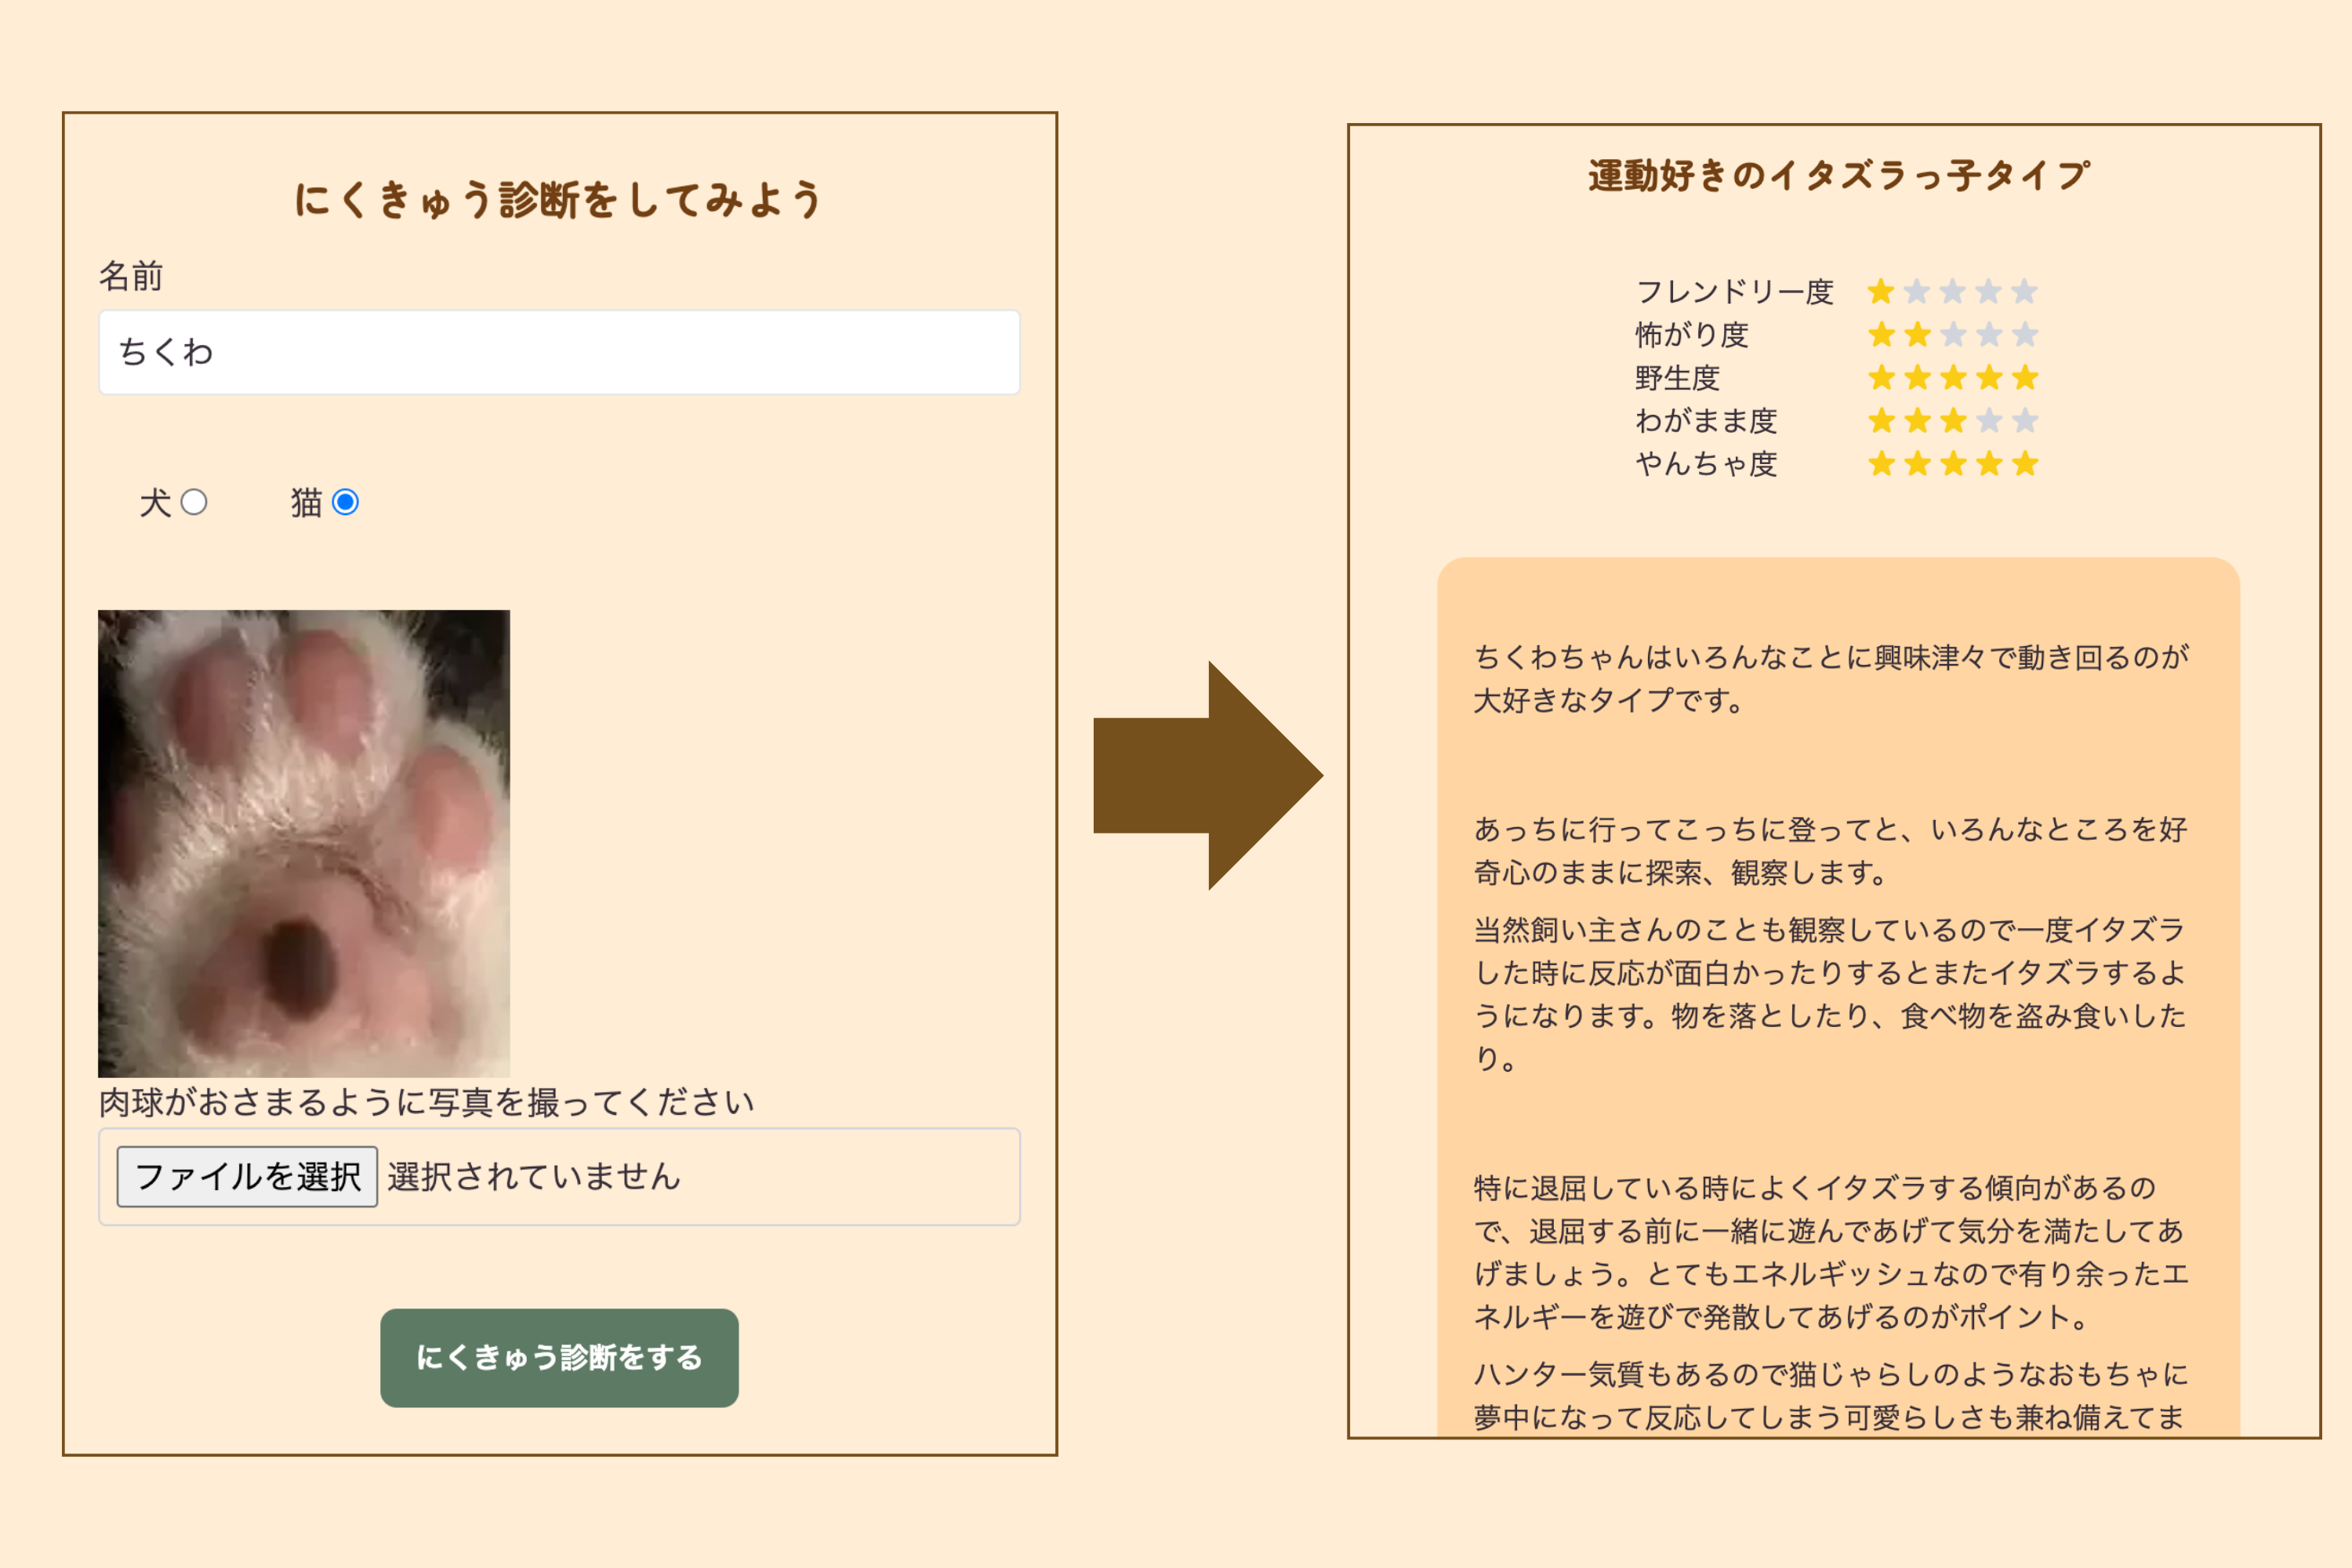 にくきゅう診断をしてみよう
名前
ちくわ
犬 猫
肉球がおさまるように写真を撮ってください
ファイルを選択 選択されていません
にくきゅう診断をする
運動好きのイタズラっ子タイプ
フレンドリー度 ★★★★★
怖がり度 ★★★★★
野生度 ★★★★★
わがまま度 ★★★★★
やんちゃ度 ★★★★★
ちくわちゃんはいろんなことに興味津々で動き回るのが
大好きなタイプです。
あっちに行ってこっちに登ってと、いろんなところを好
奇心のままに探索、観察します。
当然飼い主さんのことも観察しているので一度イタズラ
した時に反応が面白かったりするとまたイタズラするよ
うになります。物を落としたり、食べ物を盗み食いした
り。
特に退屈している時によくイタズラする傾向があるの
で、退屈する前に一緒に遊んであげて気分を満たしてあ
げましょう。とてもエネルギッシュなので有り余ったエ
ネルギーを遊びで発散してあげるのがポイント。
ハンター気質もあるので猫じゃらしのようなおもちゃに
夢中になって反応してしまう可愛らしさも兼ね備えてま